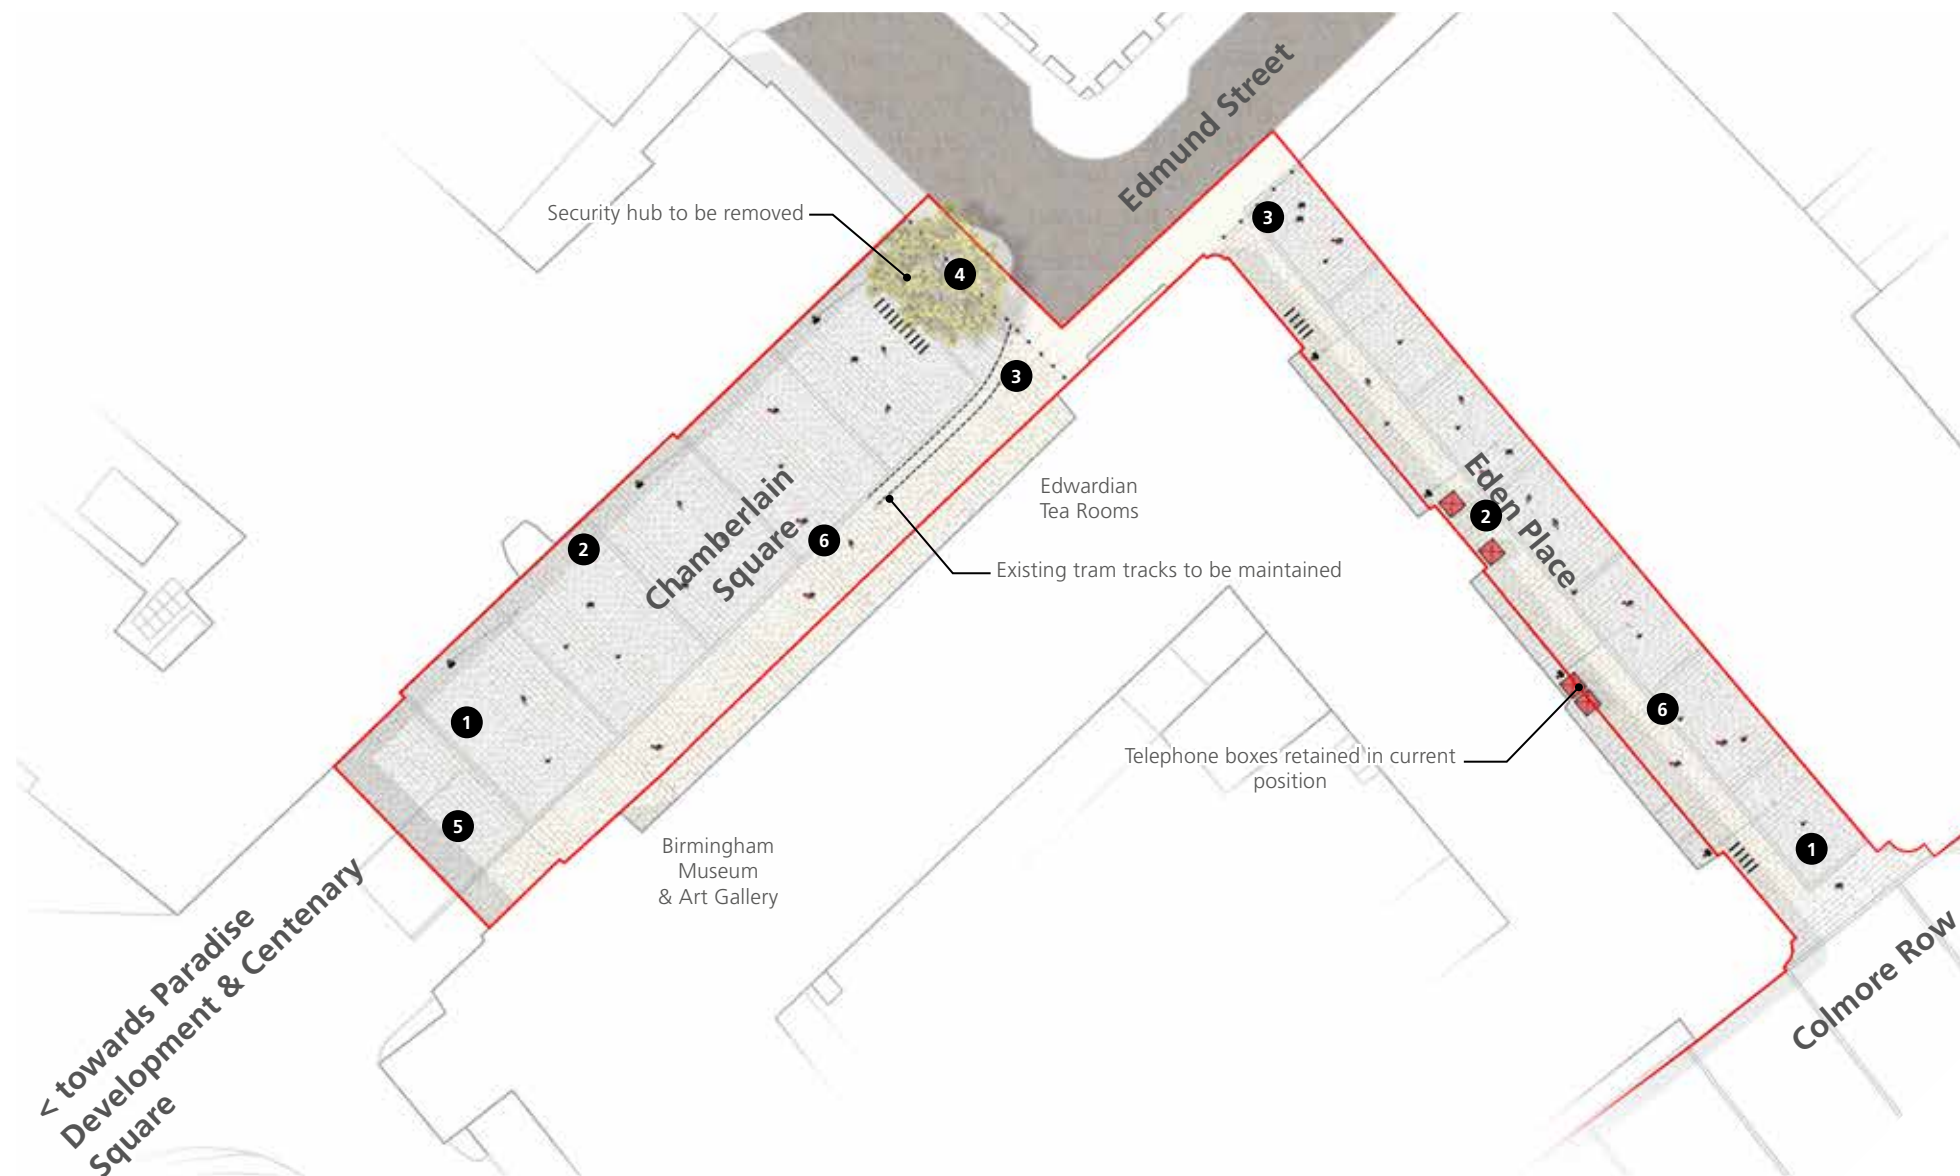 Edmund Street
Security hub to be removed
3
4
3
Eden Place
2
Edwardian
Tea Rooms
2
Chamberlain
Square
6
Existing tram tracks to be maintained
1
6
Telephone boxes retained in current
position
5
1
Birmingham
Museum
& Art Gallery
Colmore Row
< towards Paradise
Development & Centenary
Square